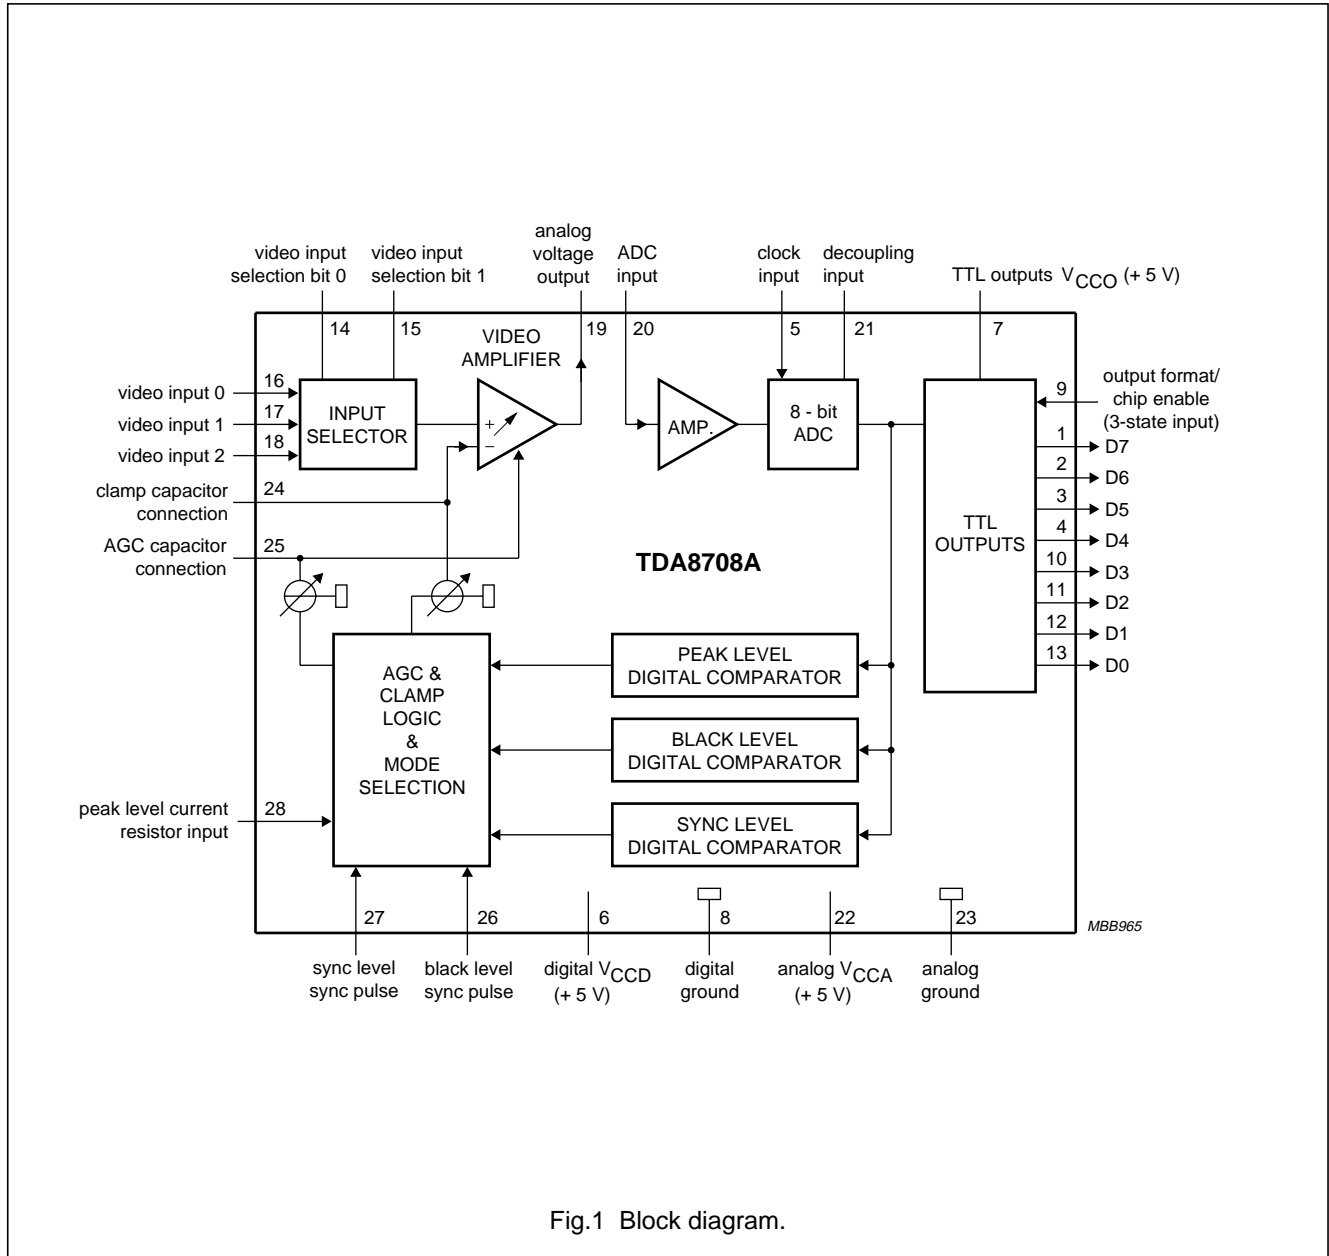 analog
voltage
output
video input
selection bit 0
video input
selection bit 1
ADC
input
clock
input
decoupling
input
TTL outputs VCCO (+ 5 V)
14
15
19
20
5
21
7
VIDEO
AMPLIFIER
video input 0
16
video input 1
17
video input 2
18
INPUT
SELECTOR
+
−
AMP.
8 - bit
ADC
9
output format/
chip enable
(3-state input)
1
D7
2
D6
3
D5
4
D4
10
D3
11
D2
12
D1
13
D0
TTL
OUTPUTS
clamp capacitor
connection
24
AGC capacitor
connection
25
TDA8708A
AGC &
CLAMP
LOGIC
&
MODE
SELECTION
PEAK LEVEL
DIGITAL COMPARATOR
BLACK LEVEL
DIGITAL COMPARATOR
SYNC LEVEL
DIGITAL COMPARATOR
peak level current
resistor input
28
27
26
6
8
22
23
MBB965
sync level
sync pulse
black level
sync pulse
digital VCCD
(+ 5 V)
digital
ground
analog VCCA
(+ 5 V)
analog
ground
Fig.1 Block diagram.